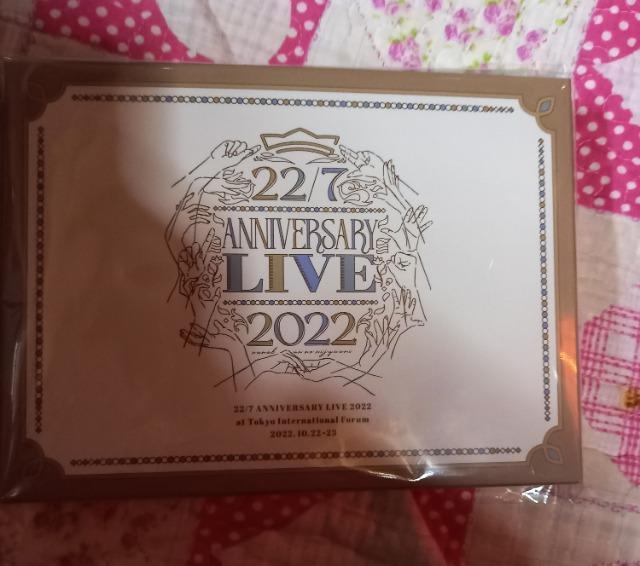 22/7
ANNIVERSARY
LIVE
2022
22/7 ANNIVERSARY LIVE 2022
at Tokyo International Forum
2022.10.22-23